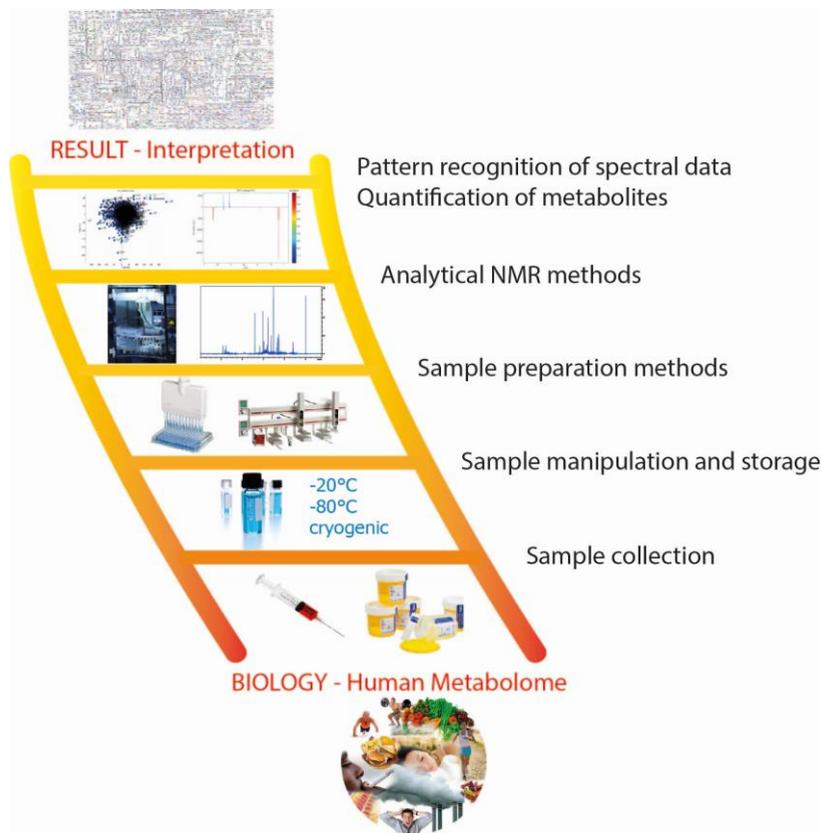 RESULT - Interpretation
Pattern recognition of spectral data
Quantification of metabolites
Analytical NMR methods
Sample preparation methods
Sample manipulation and storage
-20°C
-80°C
cryogenic
Sample collection
BIOLOGY - Human Metabolome